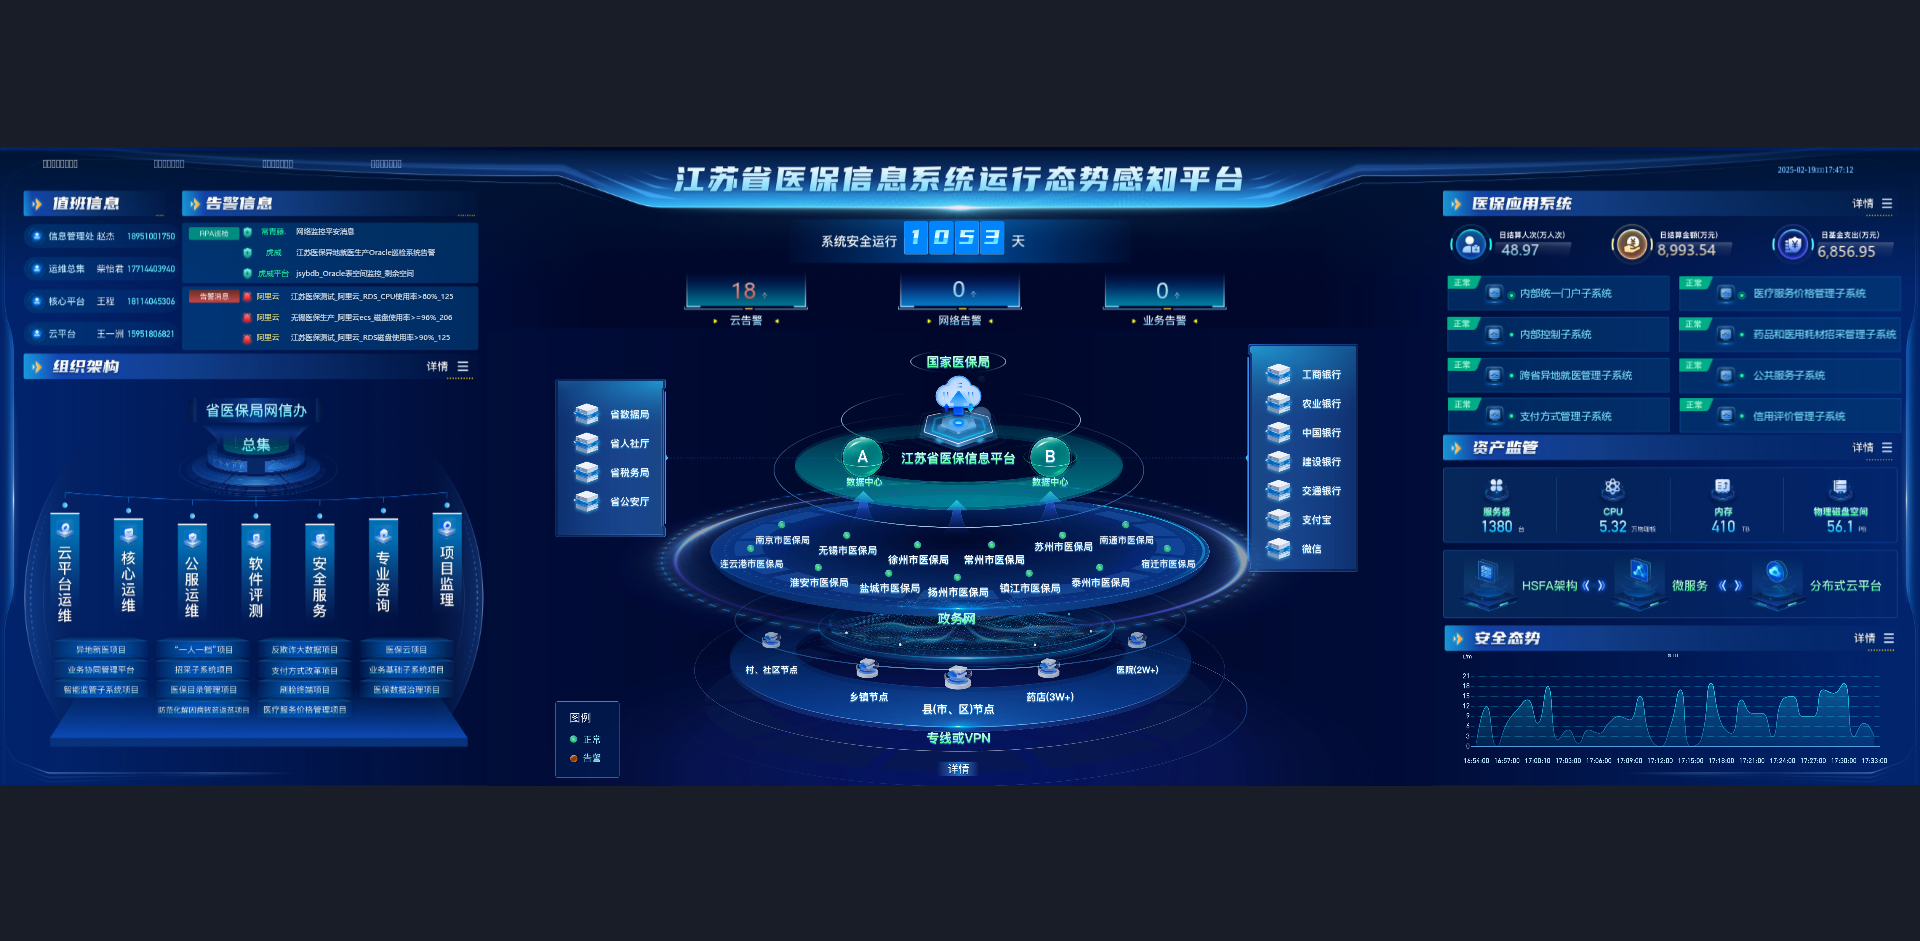 江苏省医保信息系统运行态势感知平台
2025-02-19 17:47:12
值班信息
信息管理处 赵杰 18951001750
运维总集 柴怡君 17714403940
核心平台 王程 18114045306
云平台 王一洲 15951806821
告警信息
RPA巡检 常青藤 网络监控平安消息
虎威 江苏医保异地就医生产Oracle巡检系统告警
虎威平台 jsybdb_Oracle表空间监控_剩余空间
告警消息 阿里云 江苏医保测试_阿里云_RDS_CPU使用率>80%_125
阿里云 无锡医保生产_阿里云ecs_磁盘使用率>=96%_206
阿里云 江苏医保测试_阿里云_RDS磁盘使用率>90%_125
组织架构
详情
省医保局网信办
总集
云平台运维
核心运维
公服运维
软件评测
安全服务
专业咨询
项目监理
异地新医项目 “一人一档”项目 反欺诈大数据项目 医保云项目
业务协同管理平台 招采子系统项目 支付方式改革项目 业务基础子系统项目
智能监管子系统项目 医保目录管理项目 刷脸终端项目 医保数据治理项目
防范化解因病致贫返贫项目 医疗服务价格管理项目
系统安全运行 1053 天
18 0 0
云告警 网络告警 业务告警
国家医保局
省数据局
省人社厅
省税务局
省公安厅
A
江苏省医保信息平台
B
数据中心 数据中心
工商银行
农业银行
中国银行
建设银行
交通银行
支付宝
微信
南京市医保局
无锡市医保局
徐州市医保局
常州市医保局
苏州市医保局
南通市医保局
连云港市医保局
淮安市医保局
盐城市医保局
扬州市医保局
镇江市医保局
泰州市医保局
宿迁市医保局
政务网
村、社区节点
乡镇节点
县(市、区)节点
药店(3W+)
医院(2W+)
专线或VPN
详情
图例
正常
告警
医保应用系统
详情
日结算人次(万人次) 日结算金额(万元) 日基金支出(万元)
48.97 8,993.54 6,856.95
正常 内部统一门户子系统 正常 医疗服务价格管理子系统
正常 内部控制子系统 正常 药品和医用耗材招采管理子系统
正常 跨省异地就医管理子系统 正常 公共服务子系统
正常 支付方式管理子系统 正常 信用评价管理子系统
资产监管
详情
服务器 CPU 内存 物理磁盘空间
1380 台 5.32 万物理核 410 TB 56.1 PB
HSFA架构 《 》 微服务 《 》 分布式云平台
安全态势
详情
21
18
15
12
9
6
3
0
16:54:00 16:57:00 17:00:10 17:03:00 17:06:00 17:09:00 17:12:00 17:15:00 17:18:00 17:21:00 17:24:00 17:27:00 17:30:00 17:33:00